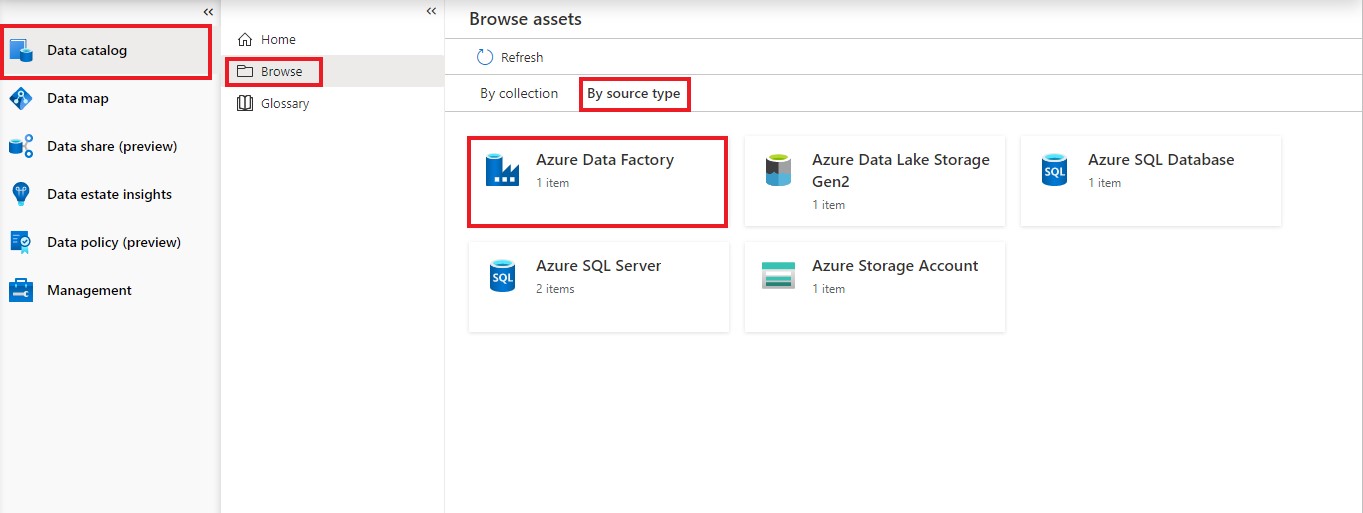 Data catalog
Data map
Data share (preview)
Data estate insights
Data policy (preview)
Management
Home
Browse
Glossary
Browse assets
Refresh
By collection
By source type
Azure Data Factory
1 item
Azure Data Lake Storage
Gen2
1 item
SQL
Azure SQL Database
1 item
SQL
Azure SQL Server
2 items
Azure Storage Account
1 item